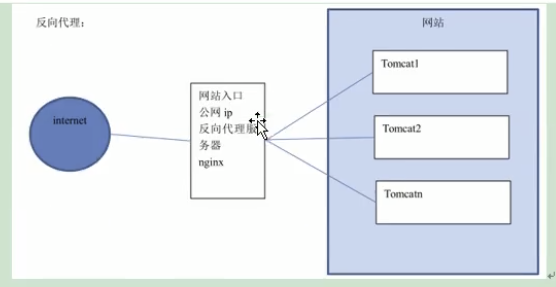 反向代理：
网站
internet
网站入口
公网 ip
反向代理服
务器
nginx
Tomcat1
Tomcat2
Tomcatn